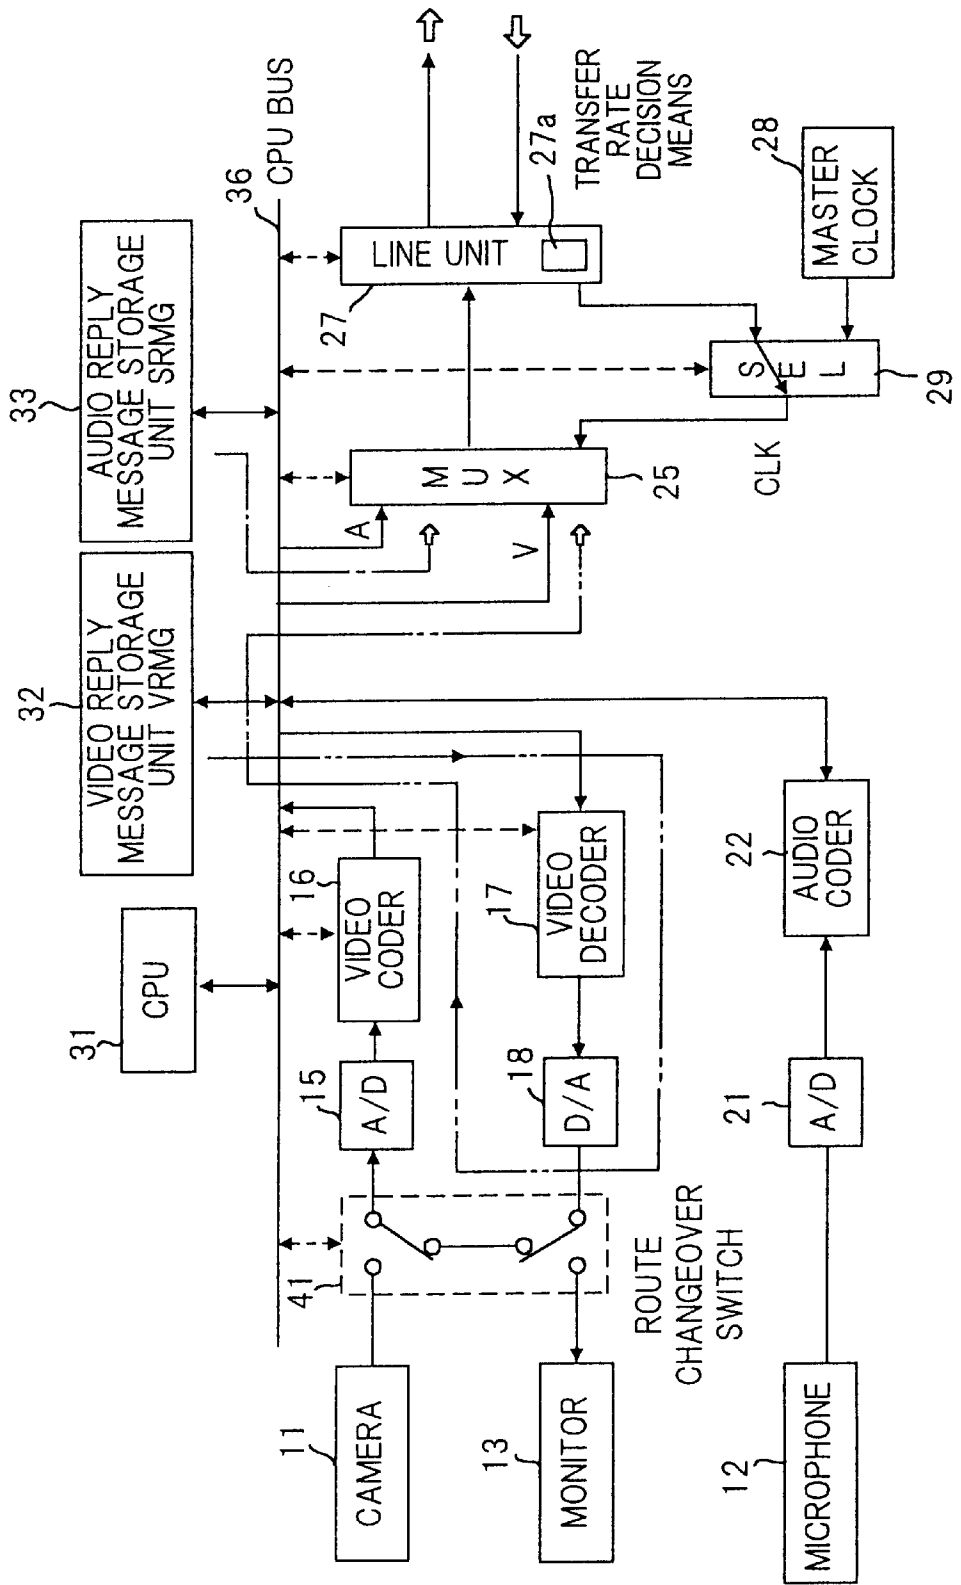 31
CPU
32
VIDEO REPLY
MESSAGE STORAGE
UNIT VRMG
33
AUDIO REPLY
MESSAGE STORAGE
UNIT SRMG
36
CPU BUS
11
CAMERA
41
15
A/D
16
VIDEO
CODER
A
V
MUX
25
27
LINE UNIT
27a
TRANSFER
RATE
DECISION
MEANS
13
MONITOR
ROUTE
CHANGEOVER
SWITCH
18
D/A
17
VIDEO
DECODER
CLK
SEL
29
28
MASTER
CLOCK
12
MICROPHONE
21
A/D
22
AUDIO
CODER